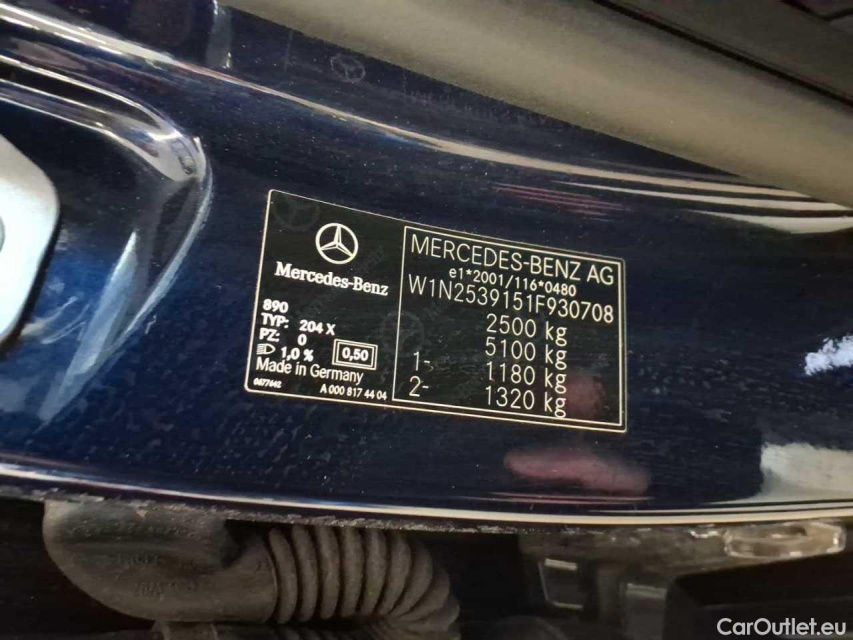 Mercedes-Benz
890
TYP: 204 X
PZ: 0
1,0 % 0,50
Made in Germany
0477642 A 000 817 44 04
MERCEDES-BENZ AG
e1*2001/116*0480
W1N2539151F930708
2500 kg
5100 kg
1- 1180 kg
2- 1320 kg
CarOutlet.eu